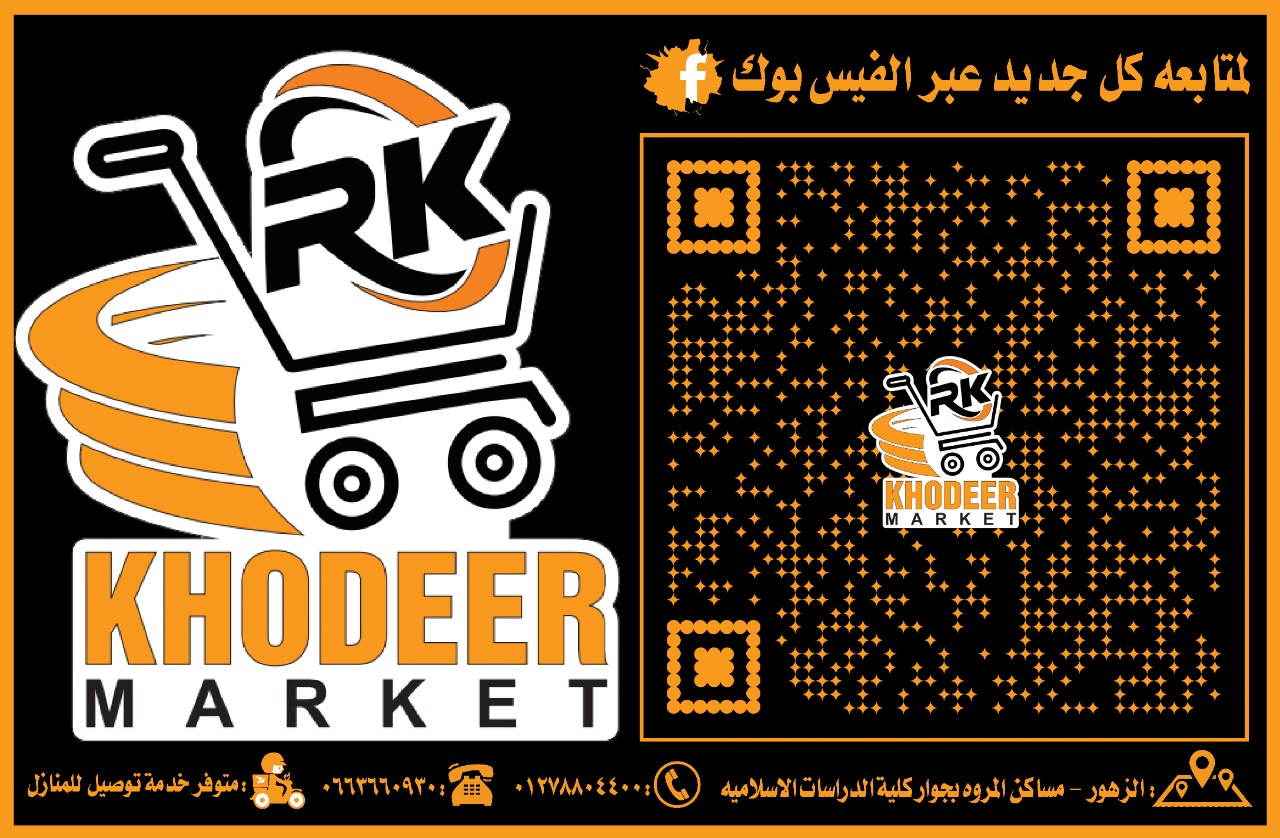 لمتابعه كل جديد عبر الفيس بوك
f
RK
KHODEER
MARKET
RK
KHODEER
MARKET
: الزهور - مساكن المروه بجوار كلية الدراسات الاسلاميه
: ٠١٢٧٨٨٠٤٤٠٠
: ٠٦٦٣٦٦٠٩٣٠
: متوفر خدمة توصيل للمنازل